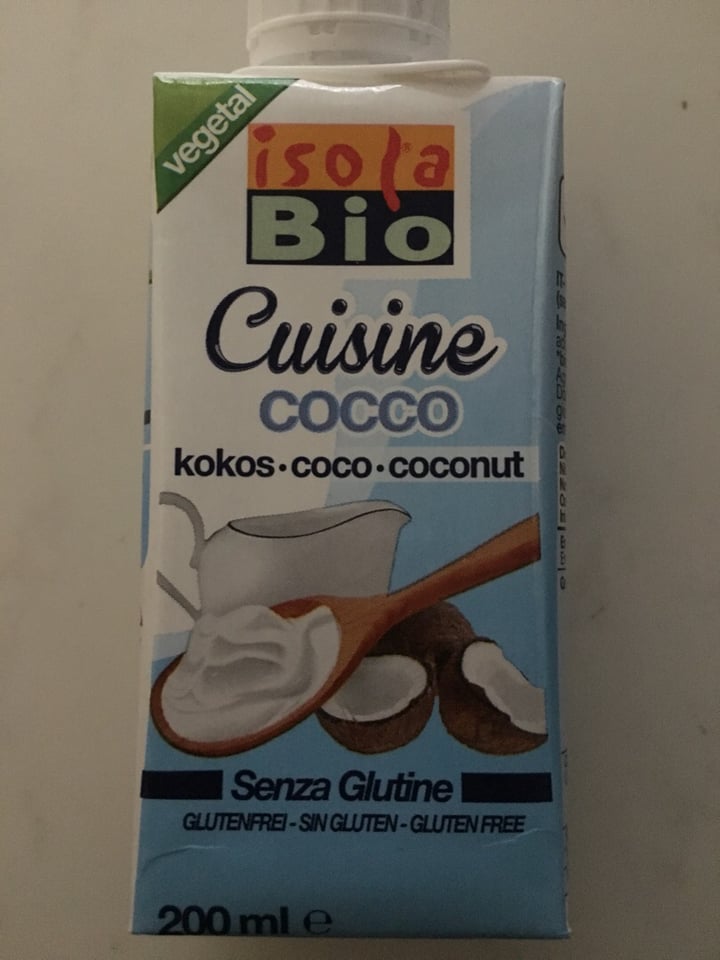 vegetal
isola®
Bio
Cuisine
COCCO
kokos • coco • coconut
Senza Glutine
GLUTENFREI - SIN GLUTEN - GLUTEN FREE
200 ml e